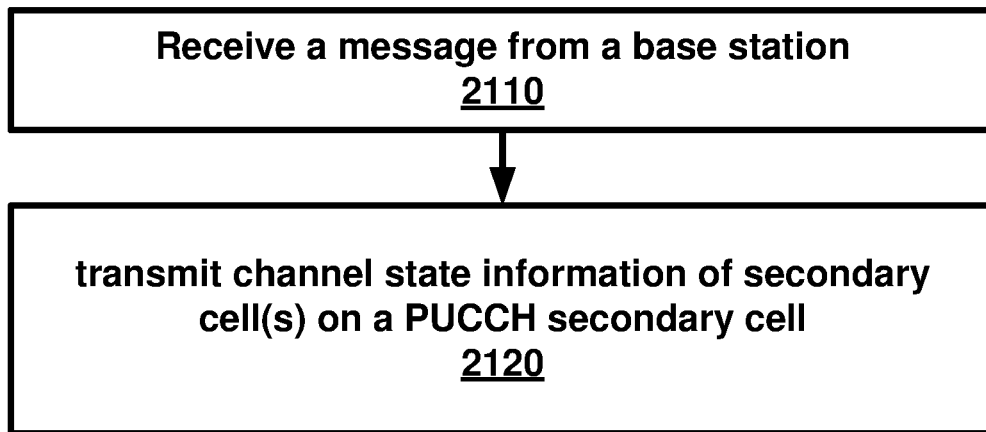 Receive a message from a base station
2110
transmit channel state information of secondary
cell(s) on a PUCCH secondary cell
2120